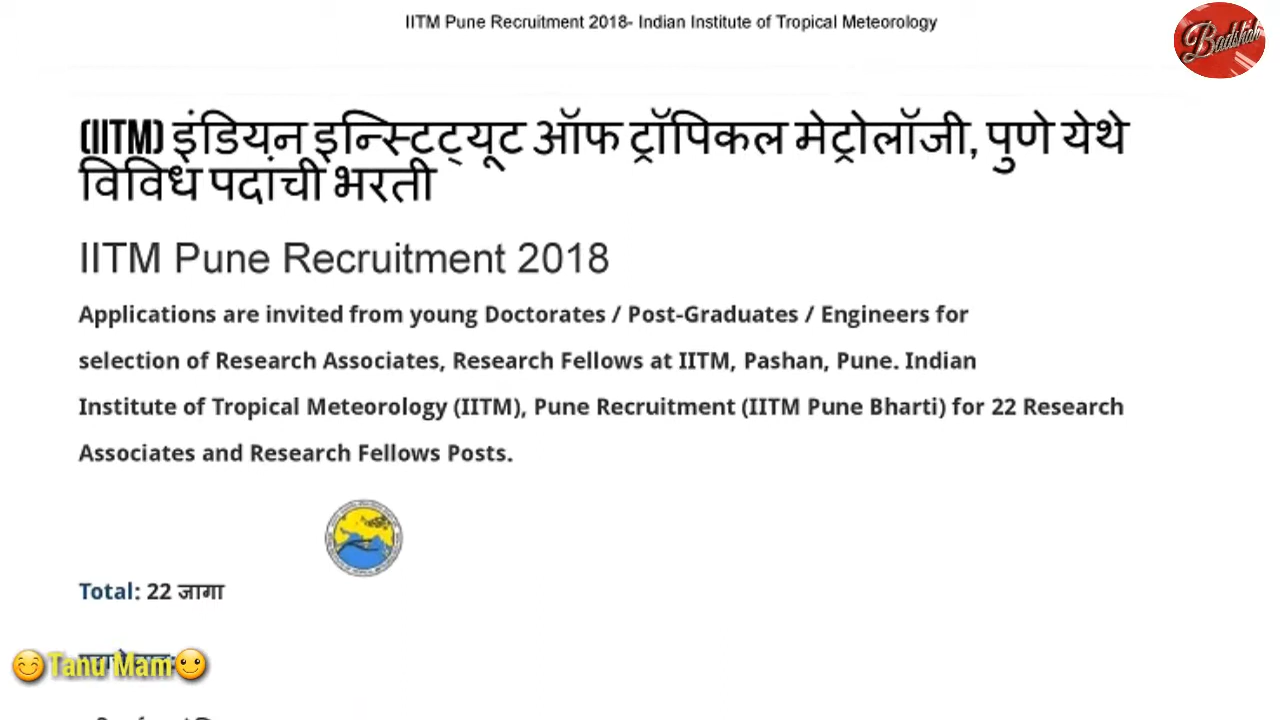 IITM Pune Recruitment 2018- Indian Institute of Tropical Meteorology
Badshah
(IITM) इंडियन इन्स्टिटट्यूट ऑफ ट्रॉपिकल मेट्रोलॉजी, पुणे येथे
विविध पदांची भरती
IITM Pune Recruitment 2018
Applications are invited from young Doctorates / Post-Graduates / Engineers for
selection of Research Associates, Research Fellows at IITM, Pashan, Pune. Indian
Institute of Tropical Meteorology (IITM), Pune Recruitment (IITM Pune Bharti) for 22 Research
Associates and Research Fellows Posts.
Total: 22 जागा
Tanu Mam